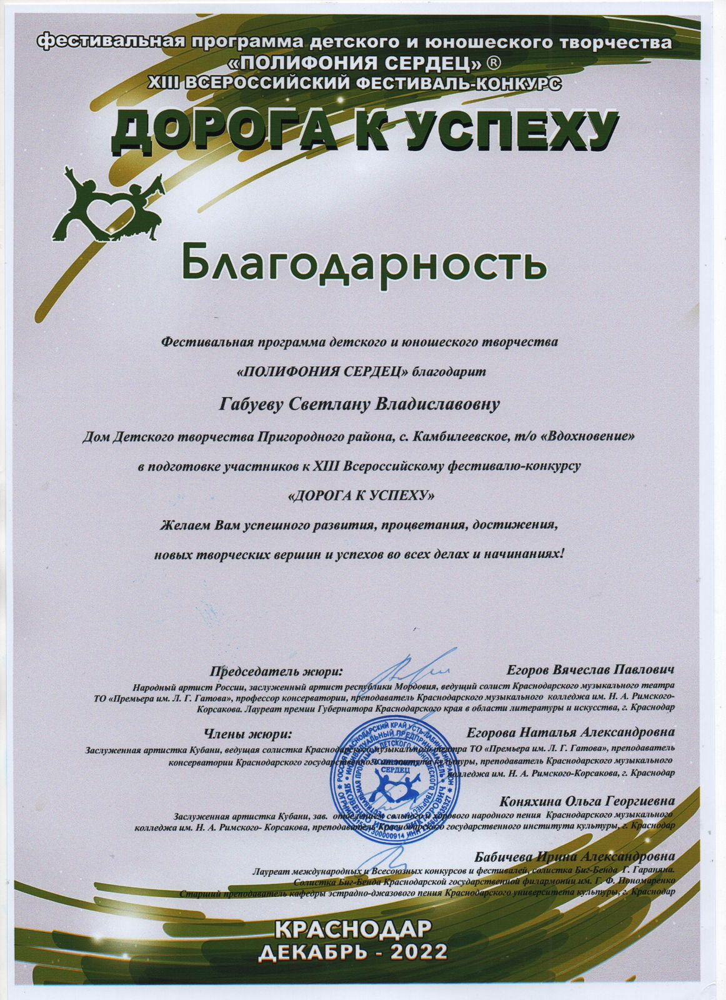 фестивальная программа детского и юношеского творчества
«ПОЛИФОНИЯ СЕРДЕЦ» ®
XIII ВСЕРОССИЙСКИЙ ФЕСТИВАЛЬ-КОНКУРС
ДОРОГА К УСПЕХУ
Благодарность
Фестивальная программа детского и юношеского творчества
«ПОЛИФОНИЯ СЕРДЕЦ» благодарит
Габуеву Светлану Владиславовну
Дом Детского творчества Пригородного района, с. Камбилеевское, т/о «Вдохновение»
в подготовке участников к XIII Всероссийскому фестивалю-конкурсу
«ДОРОГА К УСПЕХУ»
Желаем Вам успешного развития, процветания, достижения,
новых творческих вершин и успехов во всех делах и начинаниях!
Председатель жюри: Егоров Вячеслав Павлович
Народный артист России, заслуженный артист республики Мордовия, ведущий солист Краснодарского музыкального театра
ТО «Премьера им. Л. Г. Гатова», профессор консерватории, преподаватель Краснодарского музыкального колледжа им. Н. А. Римского-
Корсакова. Лауреат премии Губернатора Краснодарского края в области литературы и искусства, г. Краснодар
Члены жюри: Егорова Наталья Александровна
Заслуженная артистка Кубани, ведущая солистка Краснодарского музыкального театра ТО «Премьера им. Л. Г. Гатова», преподаватель
консерватории Краснодарского государственного института культуры, преподаватель Краснодарского музыкального
колледжа им. Н. А. Римского-Корсакова, г. Краснодар
Коняхина Ольга Георгиевна
Заслуженная артистка Кубани, зав. отделением сольного и хорового народного пения Краснодарского музыкального
колледжа им. Н. А. Римского- Корсакова, преподаватель Краснодарского государственного института культуры, г. Краснодар
Бабичева Ирина Александровна
Лауреат международных и Всесоюзных конкурсов и фестивалей, солистка Биг-Бенда Г. Гараняна.
Солистка Биг-Бенда Краснодарской государственной филармонии им. Г. Ф. Пономаренко
Старший преподаватель кафедры эстрадно-джазового пения Краснодарского университета культуры, г. Краснодар
ПОЛИФОНИЯ
СЕРДЕЦ
КРАСНОДАР
ДЕКАБРЬ - 2022